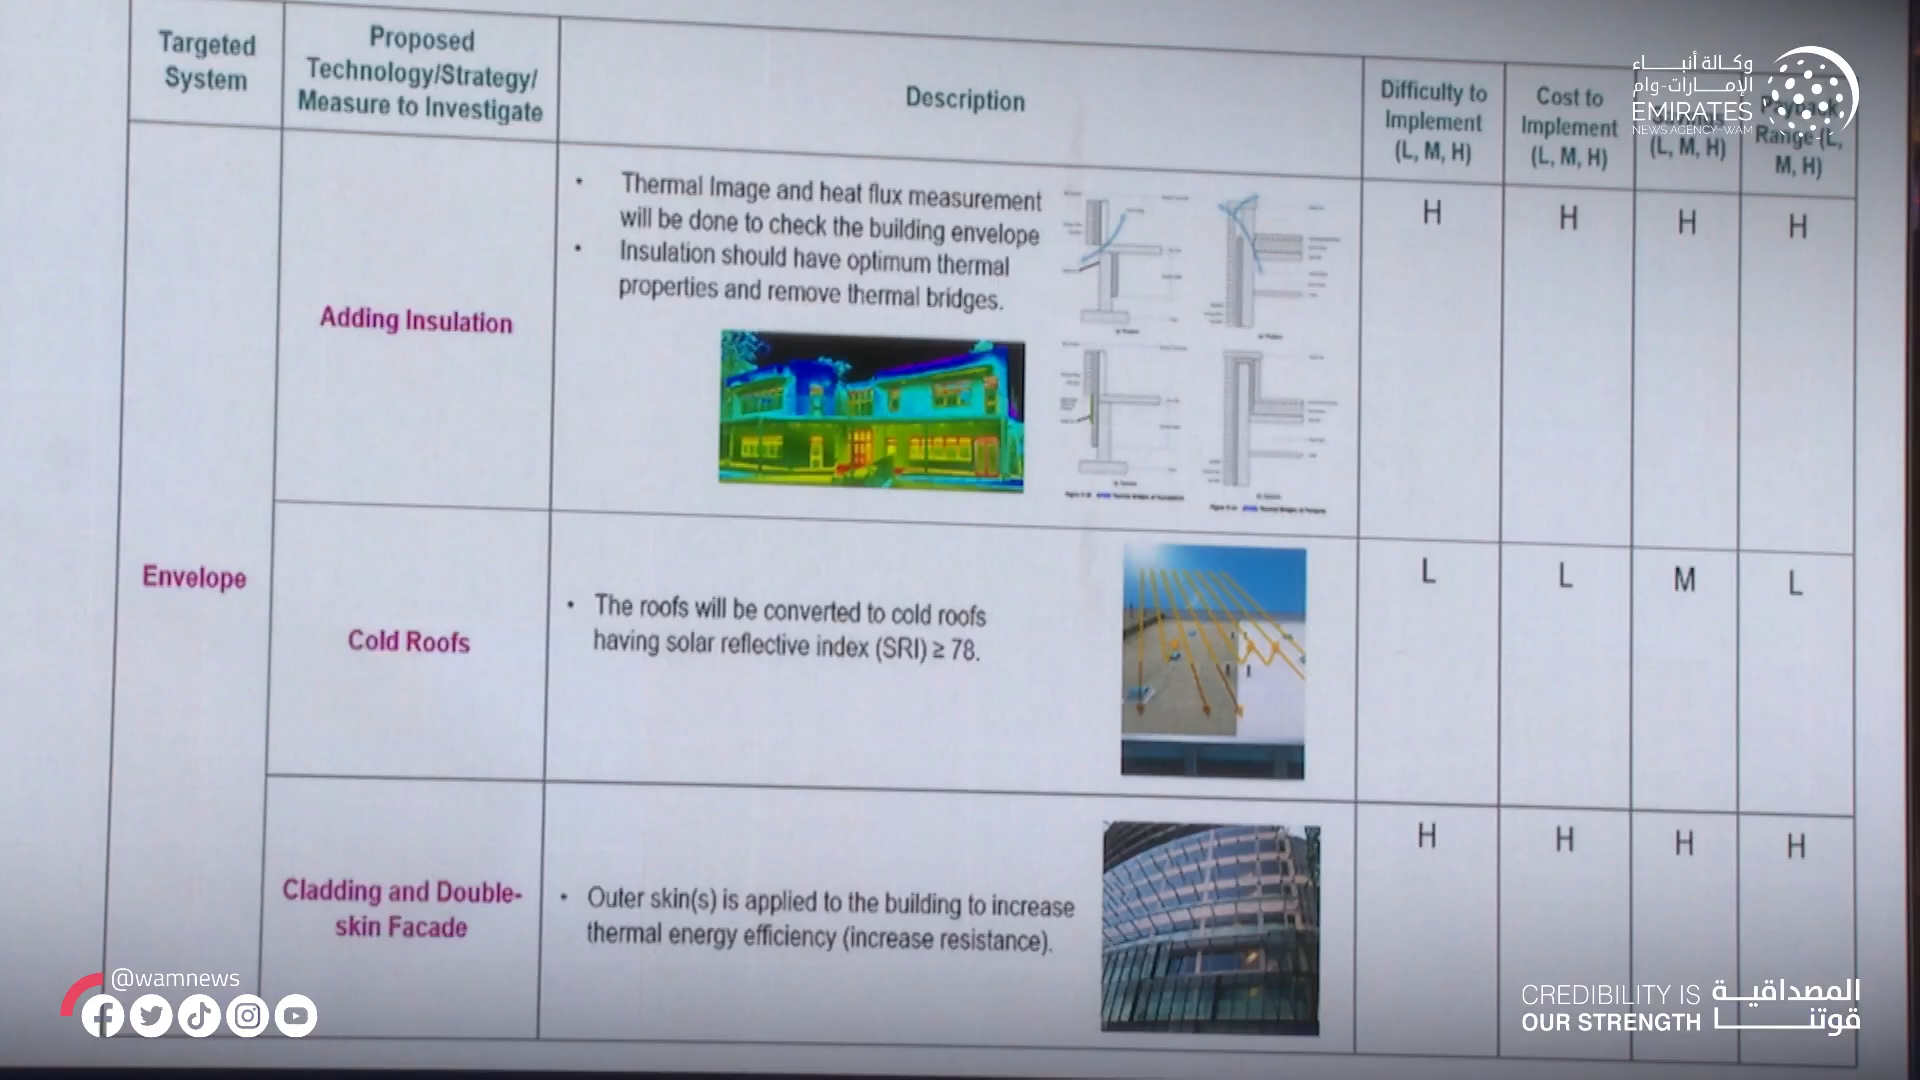 Targeted
System
Proposed
Technology/Strategy/
Measure to Investigate
Description
Difficulty to
Implement
(L, M, H)
Cost to
Implement
(L, M, H)
Savings
(L, M, H)
Payback
Range (L,
M, H)
وكالة أنباء
الإمارات-وام
EMIRATES
NEWS AGENCY-WAM
Envelope
Adding Insulation
• Thermal Image and heat flux measurement
will be done to check the building envelope
• Insulation should have optimum thermal
properties and remove thermal bridges.
H
H
H
H
Cold Roofs
• The roofs will be converted to cold roofs
having solar reflective index (SRI) ≥ 78.
L
L
M
L
Cladding and Double-
skin Facade
• Outer skin(s) is applied to the building to increase
thermal energy efficiency (increase resistance).
H
H
H
H
@wamnews
CREDIBILITY IS
OUR STRENGTH
المصداقية
قوتنا